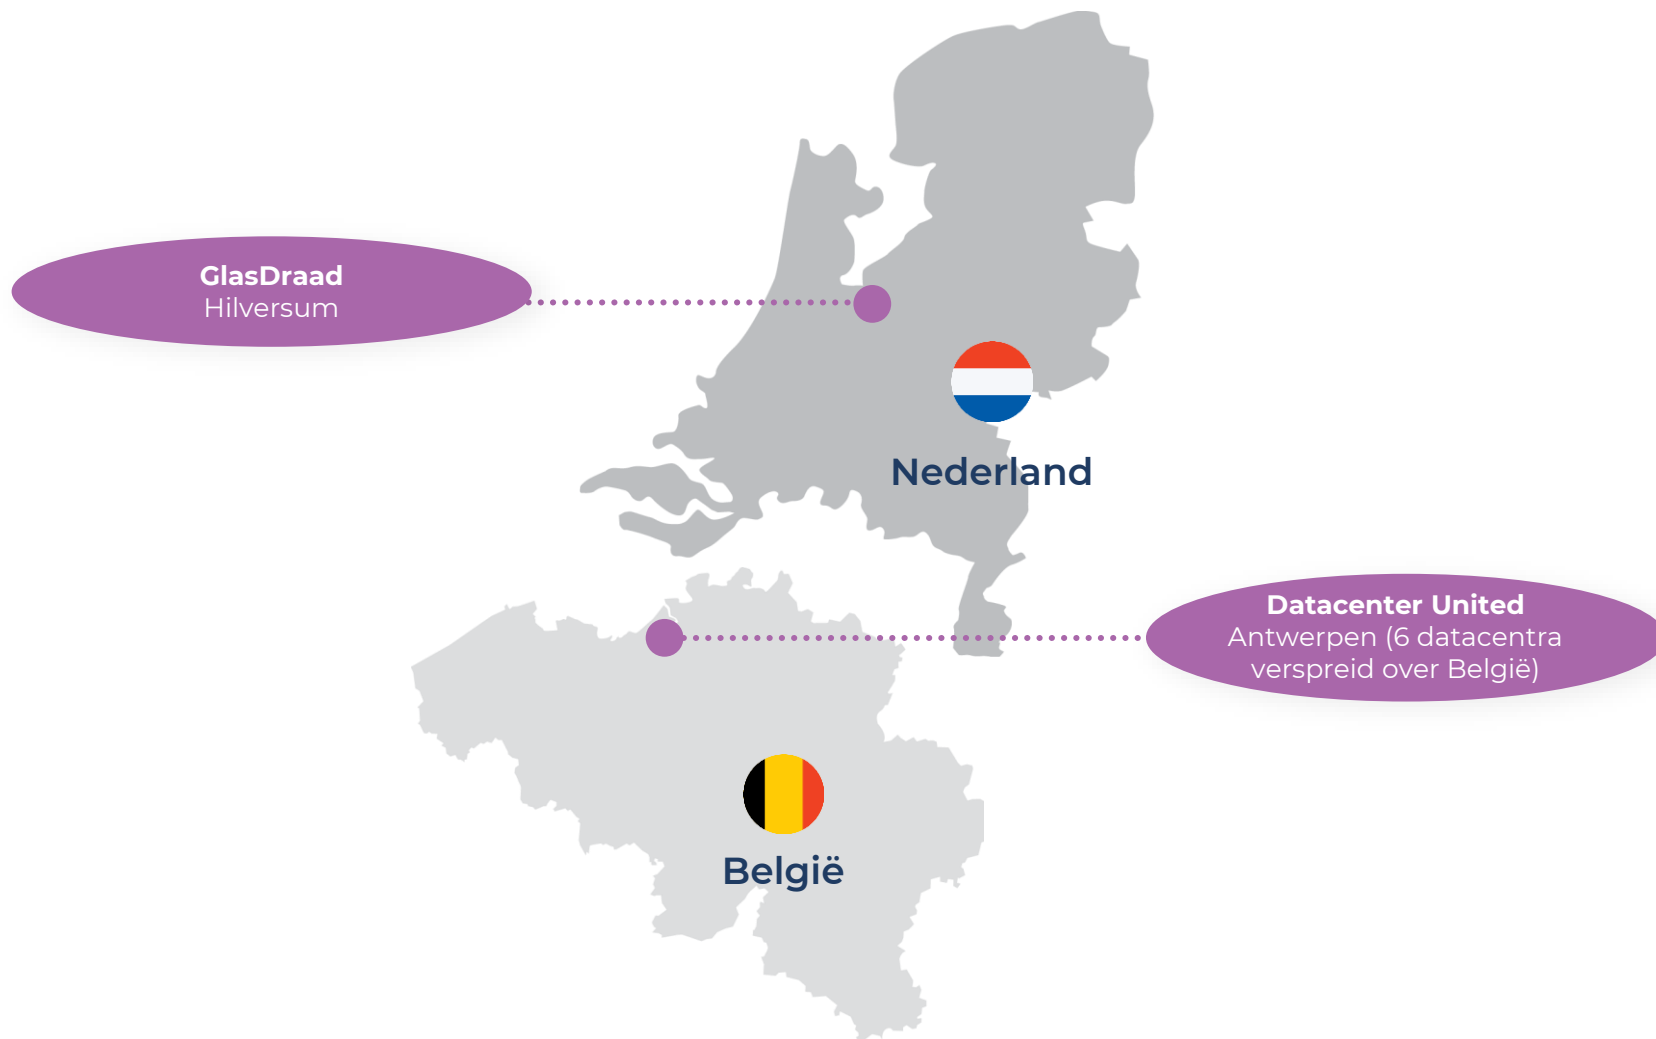 GlasDraad
Hilversum
Nederland
Datacenter United
Antwerpen (6 datacentra
verspreid over België)
België